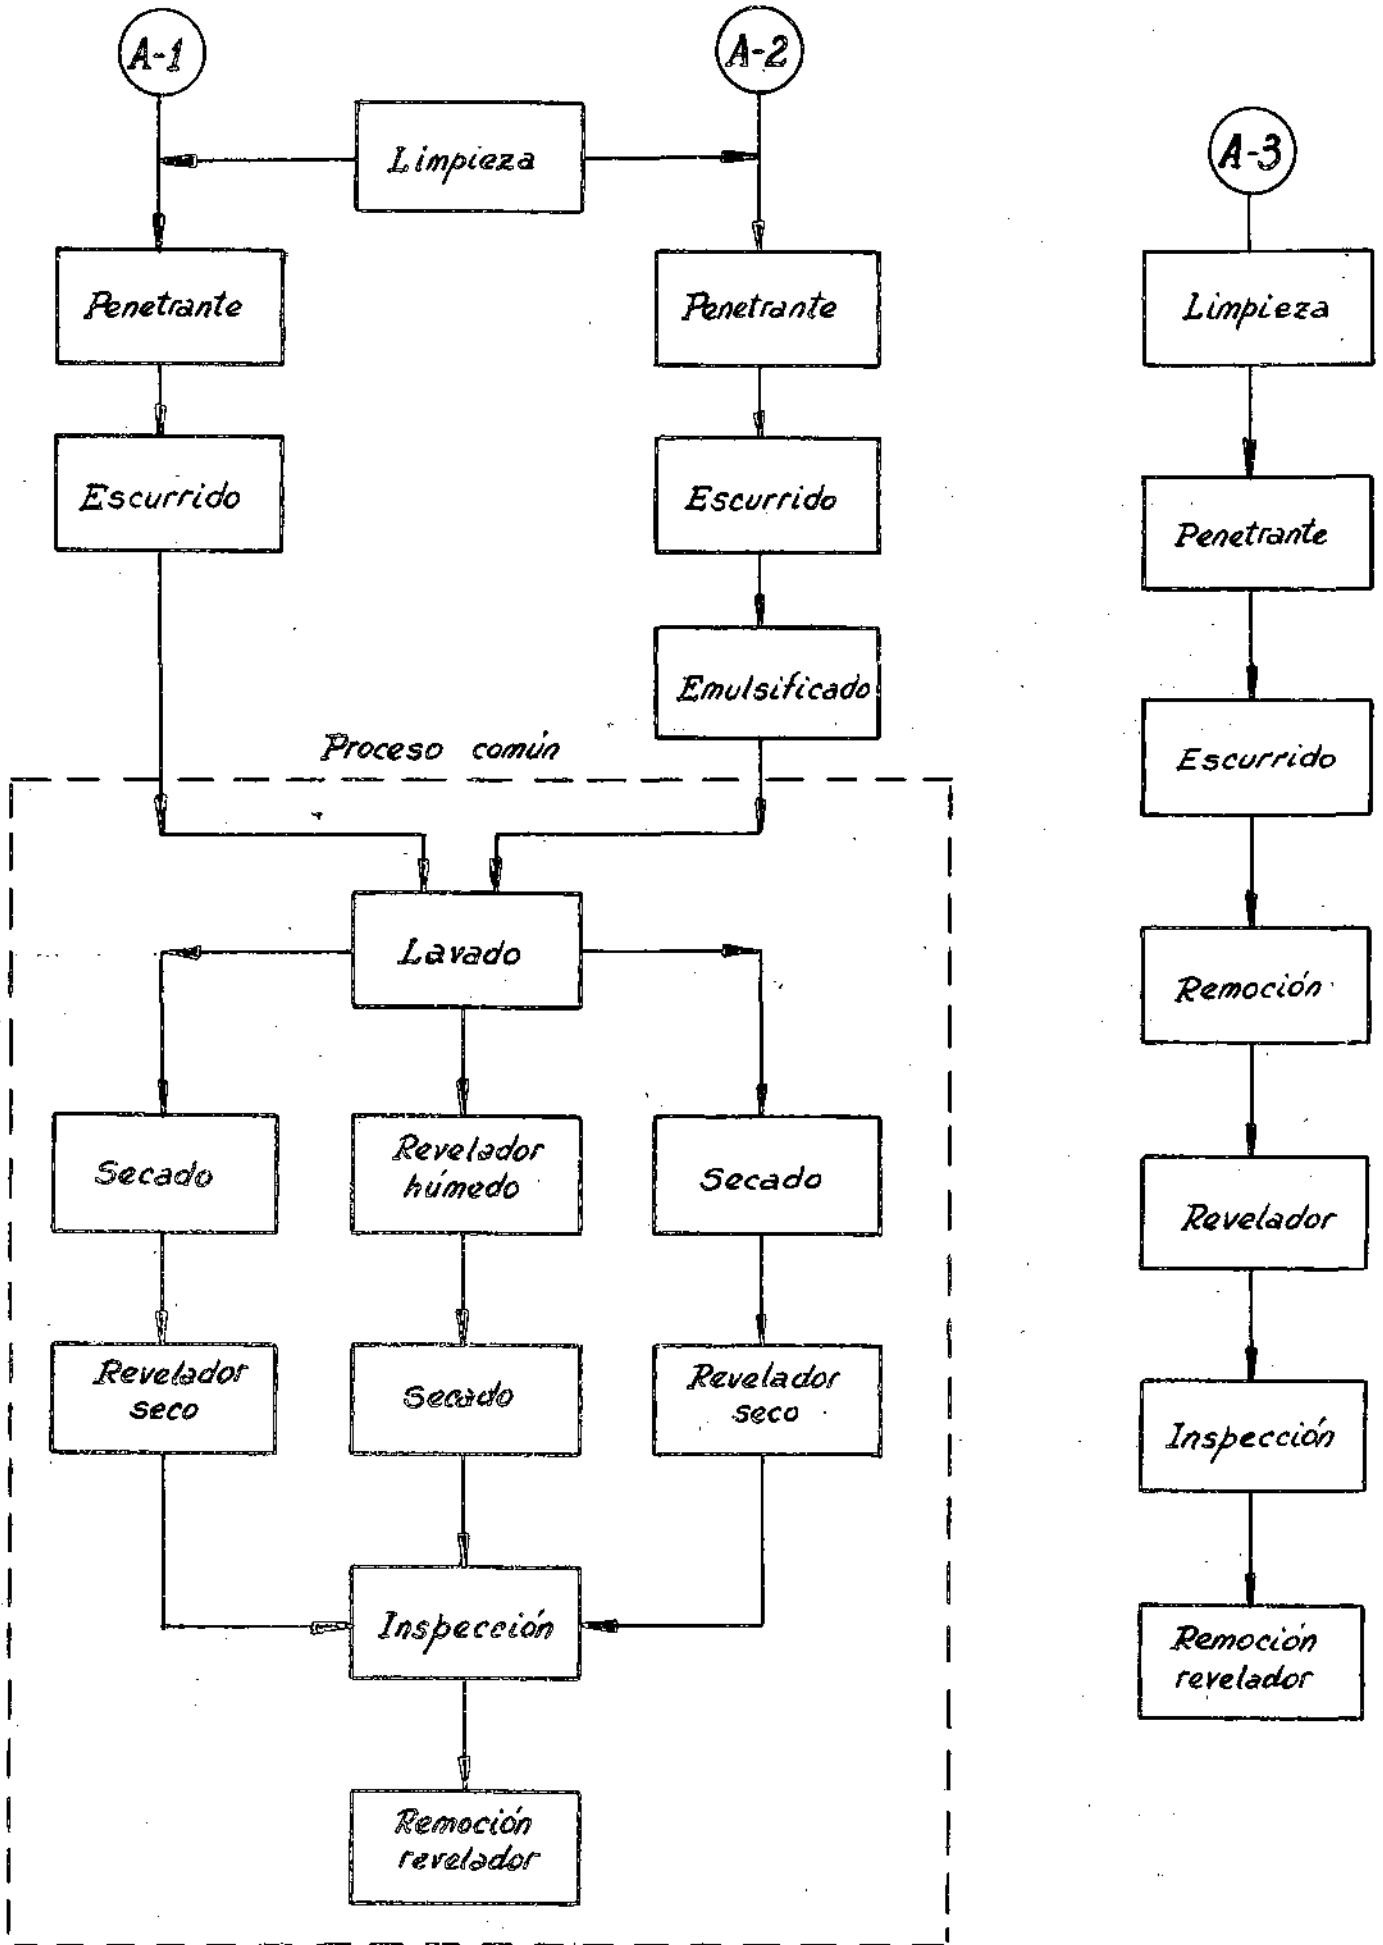 A-1
A-2
A-3
Limpieza
Penetrante
Penetrante
Limpieza
Escurrido
Escurrido
Penetrante
Emulsificado
Proceso común
Escurrido
Lavado
Remoción
Secado
Revelador
húmedo
Secado
Revelador
Revelador
seco
Secado
Revelador
seco
Inspección
Inspección
Remoción
revelador
Remoción
revelador